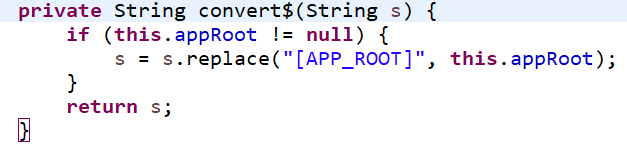 private String convert$(String s) {
    if (this.appRoot != null) {
        s = s.replace("[APP_ROOT]", this.appRoot);
    }
    return s;
}